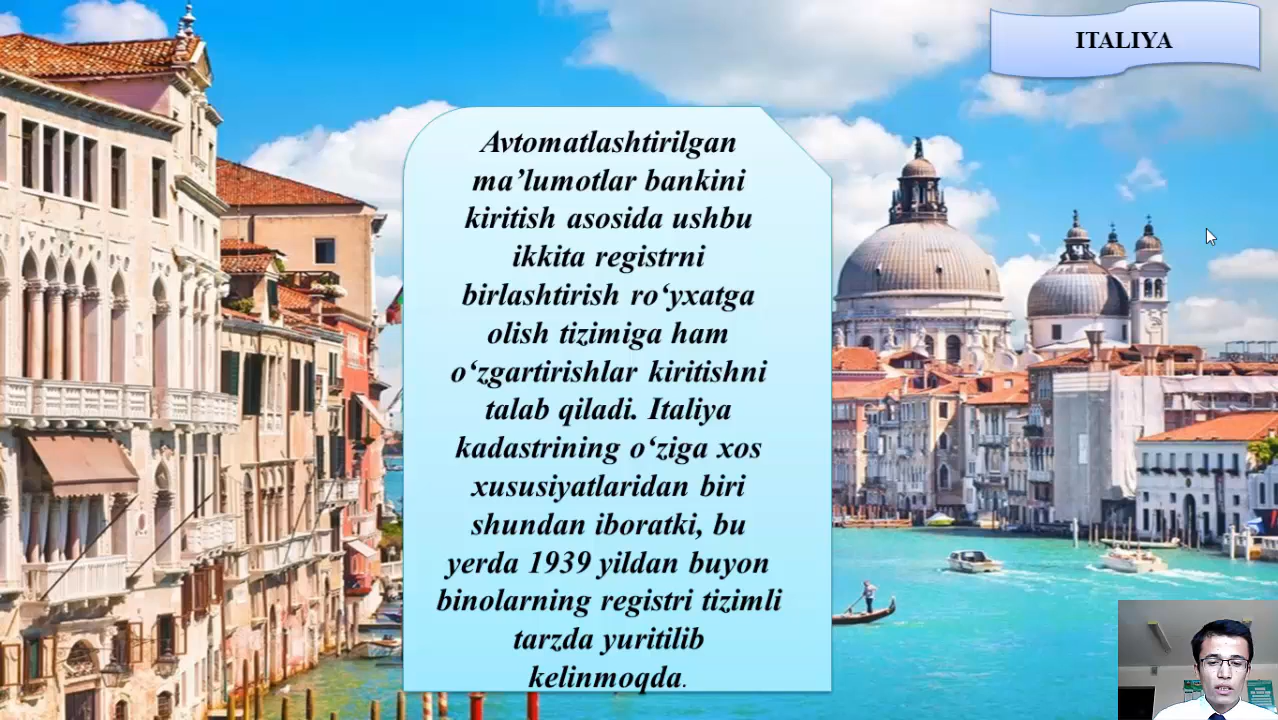 ITALIYA
Avtomatlashtirilgan
ma’lumotlar bankini
kiritish asosida ushbu
ikkita registrni
birlashtirish ro‘yxatga
olish tizimiga ham
o‘zgartirishlar kiritishni
talab qiladi. Italiya
kadastrining o‘ziga xos
xususiyatlaridan biri
shundan iboratki, bu
yerda 1939 yildan buyon
binolarning registri tizimli
tarzda yuritilib
kelinmoqda.